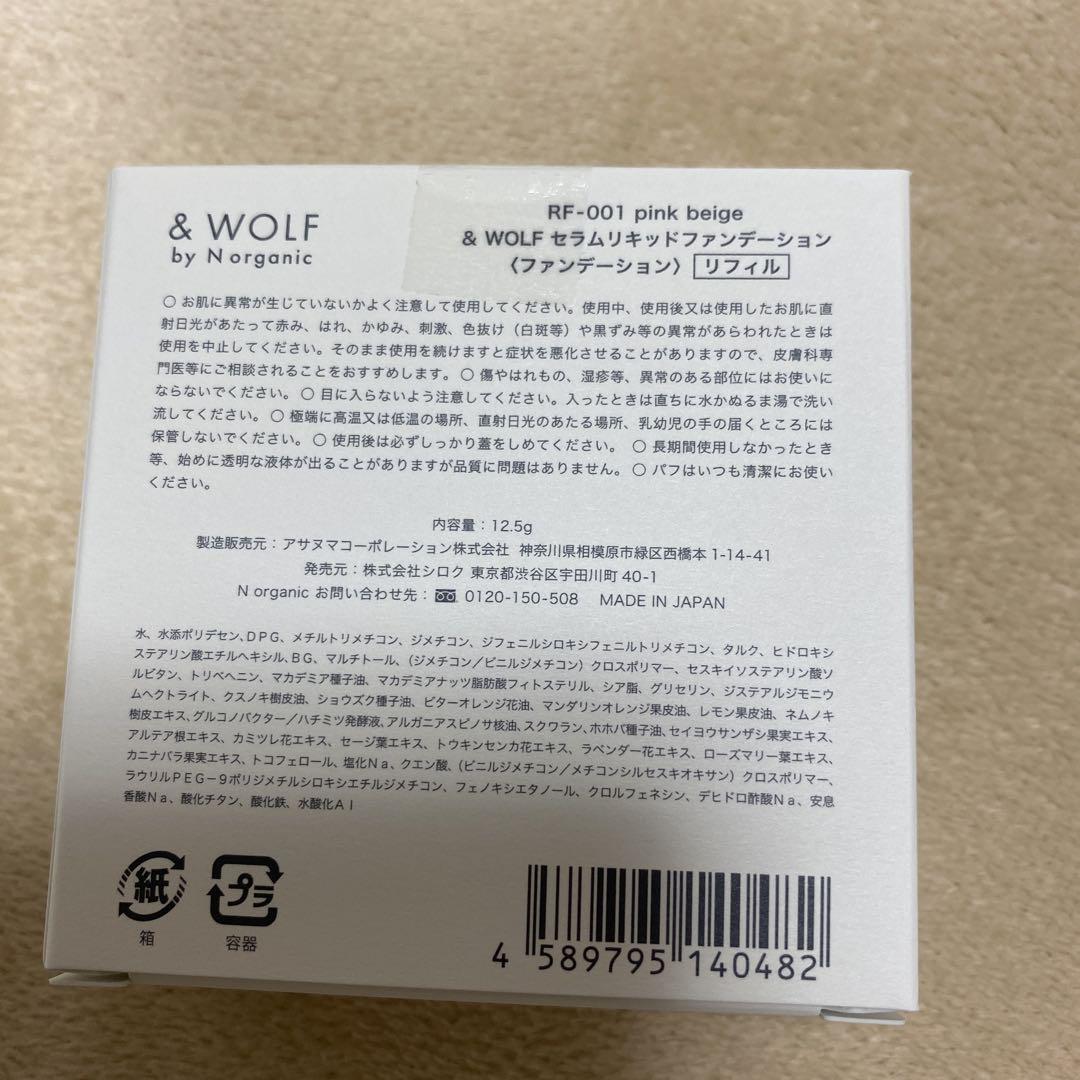 & WOLF
by N organic
RF-001 pink beige
& WOLF セラムリキッドファンデーション
〈ファンデーション〉 リフィル
○ お肌に異常が生じていないかよく注意して使用してください。使用中、使用後又は使用したお肌に直
射日光があたって赤み、はれ、かゆみ、刺激、色抜け（白斑等）や黒ずみ等の異常があらわれたときは
使用を中止してください。そのまま使用を続けますと症状を悪化させることがありますので、皮膚科専
門医等にご相談されることをおすすめします。○ 傷やはれもの、湿疹等、異常のある部位にはお使いに
ならないでください。○ 目に入らないよう注意してください。入ったときは直ちに水かぬるま湯で洗い
流してください。○ 極端に高温又は低温の場所、直射日光のあたる場所、乳幼児の手の届くところには
保管しないでください。○ 使用後は必ずしっかり蓋をしめてください。 ○ 長期間使用しなかったとき
等、始めに透明な液体が出ることがありますが品質に問題はありません。○ パフはいつも清潔にお使い
ください。
内容量：12.5g
製造販売元：アサヌマコーポレーション株式会社 神奈川県相模原市緑区西橋本 1-14-41
発売元：株式会社シロク 東京都渋谷区宇田川町 40-1
N organic お問い合わせ先： 0120-150-508 MADE IN JAPAN
水、水添ポリデセン、DPG、メチルトリメチコン、ジメチコン、ジフェニルシロキシフェニルトリメチコン、タルク、ヒドロキシ
ステアリン酸エチルヘキシル、BG、マルチトール、（ジメチコン／ビニルジメチコン）クロスポリマー、セスキイソステアリン酸ソ
ルビタン、トリベヘニン、マカデミア種子油、マカデミアナッツ脂肪酸フィトステリル、シア脂、グリセリン、ジステアルジモニウ
ムヘクトライト、クスノキ樹皮油、ショウズク種子油、ビターオレンジ花油、マンダリンオレンジ果皮油、レモン果皮油、ネムノキ
樹皮エキス、グルコノバクター／ハチミツ発酵液、アルガニアスピノサ核油、スクワラン、ホホバ種子油、セイヨウサンザシ果実エキス、
アルテア根エキス、カミツレ花エキス、セージ葉エキス、トウキンセンカ花エキス、ラベンダー花エキス、ローズマリー葉エキス、
カニナバラ果実エキス、トコフェロール、塩化Na、クエン酸、（ビニルジメチコン／メチコンシルセスキオキサン）クロスポリマー、
ラウリルPEG－9ポリジメチルシロキシエチルジメチコン、フェノキシエタノール、クロルフェネシン、デヒドロ酢酸Na、安息
香酸Na、酸化チタン、酸化鉄、水酸化Al
紙
箱
プラ
容器
4 589795 140482